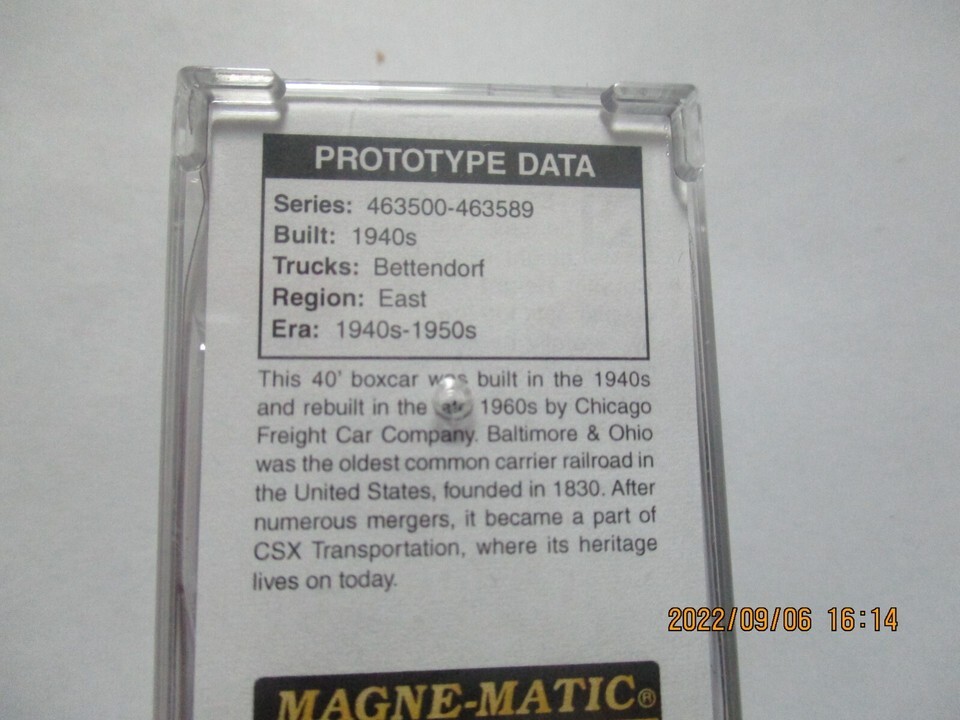 PROTOTYPE DATA
Series: 463500-463589
Built: 1940s
Trucks: Bettendorf
Region: East
Era: 1940s-1950s
This 40' boxcar was built in the 1940s
and rebuilt in the 1960s by Chicago
Freight Car Company. Baltimore & Ohio
was the oldest common carrier railroad in
the United States, founded in 1830. After
numerous mergers, it became a part of
CSX Transportation, where its heritage
lives on today.
2022/09/06 16:14
MAGNE-MATIC®